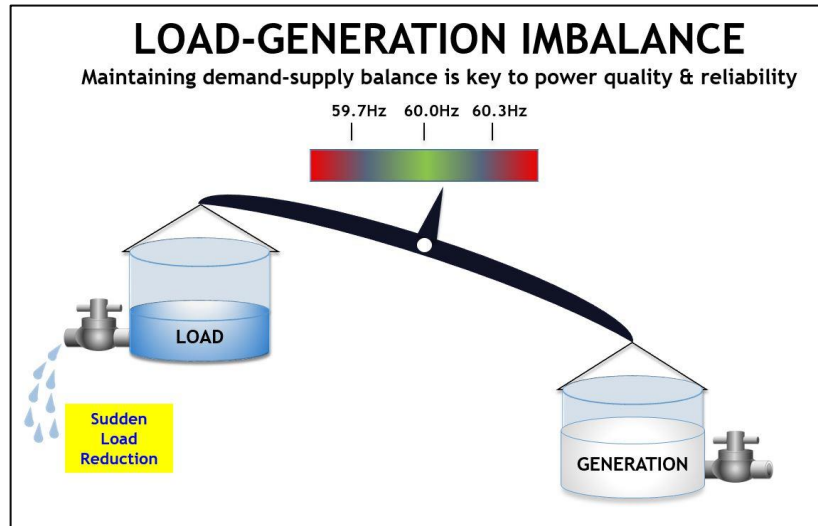 LOAD-GENERATION IMBALANCE
Maintaining demand-supply balance is key to power quality & reliability
59.7Hz 60.0Hz 60.3Hz
LOAD
Sudden
Load
Reduction
GENERATION